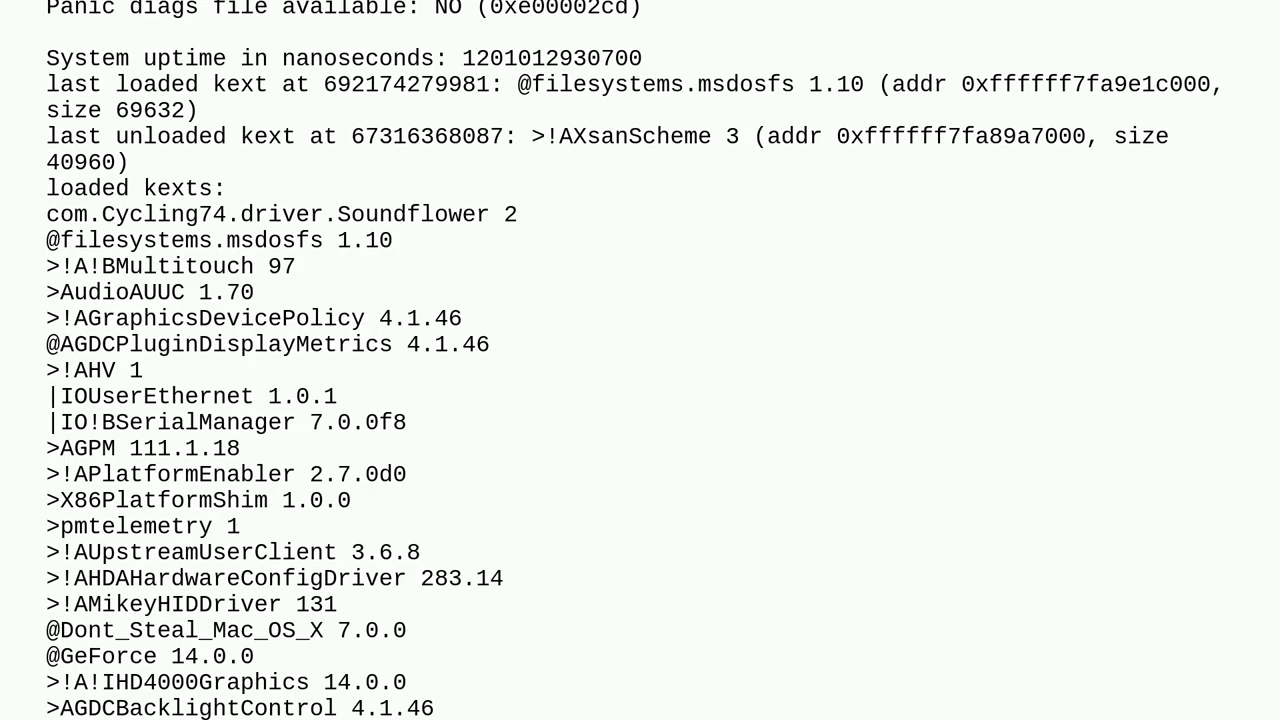 Panic diags file available: NO (0xe00002cd)
System uptime in nanoseconds: 1201012930700
last loaded kext at 692174279981: @filesystems.msdosfs 1.10 (addr 0xffffff7fa9e1c000,
size 69632)
last unloaded kext at 67316368087: >!AXsanScheme 3 (addr 0xffffff7fa89a7000, size
40960)
loaded kexts:
com.Cycling74.driver.Soundflower 2
@filesystems.msdosfs 1.10
>!A!BMultitouch 97
>AudioAUUC 1.70
>!AGraphicsDevicePolicy 4.1.46
@AGDCPluginDisplayMetrics 4.1.46
>!AHV 1
|IOUserEthernet 1.0.1
|IO!BSerialManager 7.0.0f8
>AGPM 111.1.18
>!APlatformEnabler 2.7.0d0
>X86PlatformShim 1.0.0
>pmtelemetry 1
>!AUpstreamUserClient 3.6.8
>!AHDAHardwareConfigDriver 283.14
>!AMikeyHIDDriver 131
@Dont_Steal_Mac_OS_X 7.0.0
@GeForce 14.0.0
>!A!IHD4000Graphics 14.0.0
>AGDCBacklightControl 4.1.46